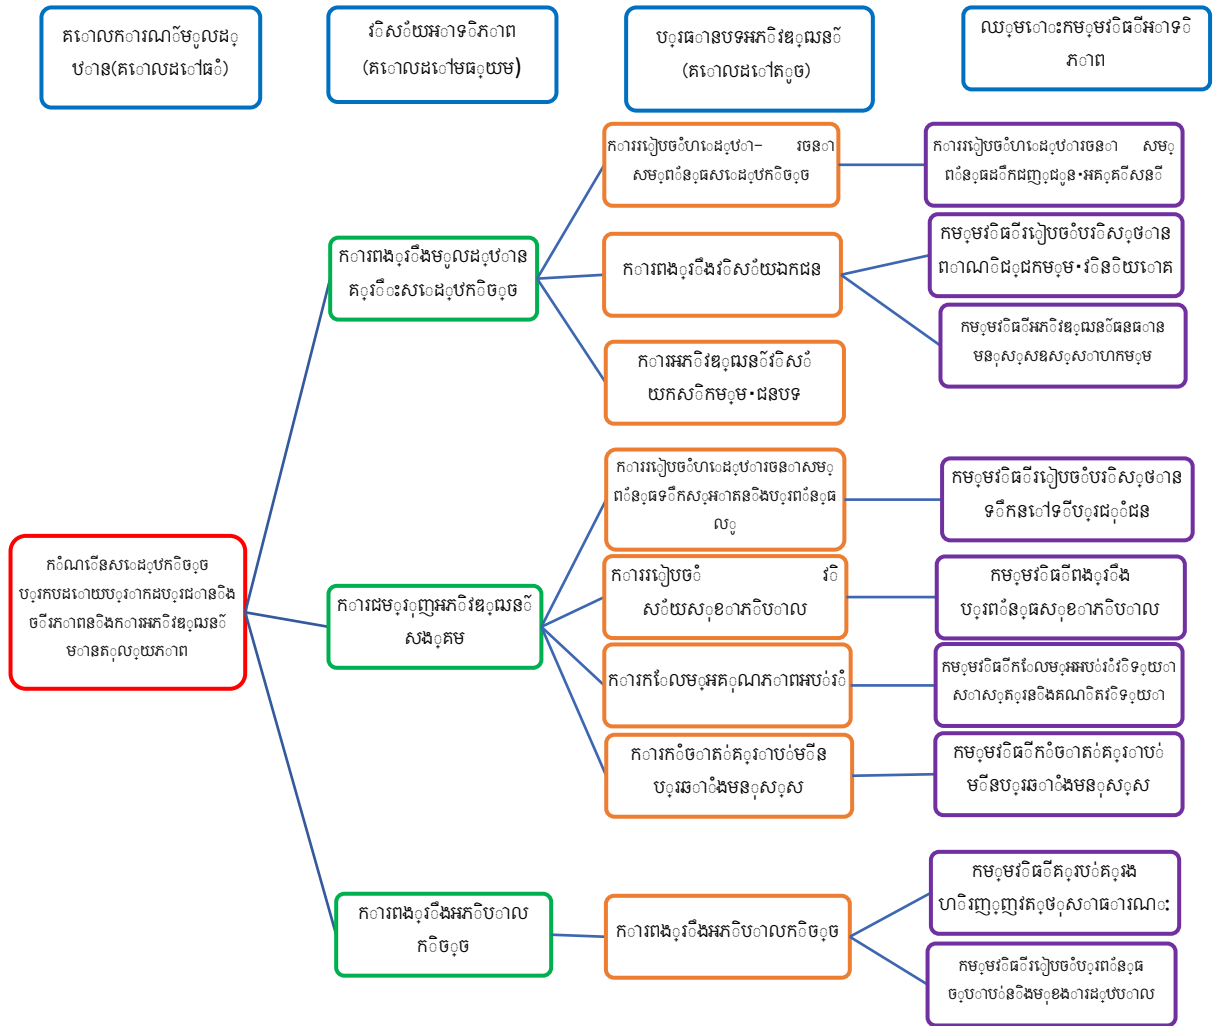 គោលការណ៍មូលដ្
ឋាន(គោលដៅធំ)
វិស័យអាទិភាព
(គោលដៅមធ្យម)
ប្រធានបទអភិវឌ្ឍន៍
(គោលដៅតូច)
ឈ្មោះកម្មវិធីអាទិ
ភាព
ការរៀបចំហេដ្ឋា- រចនា
សម្ព័ន្ធសេដ្ឋកិច្ច
ការរៀបចំហេដ្ឋារចនា សម្
ព័ន្ធដឹកជញ្ជូន•អគ្គីសនី
ការពង្រឹងមូលដ្ឋាន
គ្រឹះសេដ្ឋកិច្ច
ការពង្រឹងវិស័យឯកជន
កម្មវិធីរៀបចំបរិស្ថាន
ពាណិជ្ជកម្ម•វិនិយោគ
កម្មវិធីអភិវឌ្ឍន៍ធនធាន
មនុស្សឧស្សាហកម្ម
ការអភិវឌ្ឍន៍វិស័
យកសិកម្ម•ជនបទ
ការរៀបចំហេដ្ឋារចនាសម្
ព័ន្ធទឹកស្អាតនិងប្រព័ន្ធ
លូ
កម្មវិធីរៀបចំបរិស្ថាន
ទឹកនៅទីប្រជុំជន
កំណើនសេដ្ឋកិច្ច
ប្រកបដោយប្រាកដប្រជានិង
ចីរភាពនិងការអភិវឌ្ឍន៍
មានតុល្យភាព
ការជម្រុញអភិវឌ្ឍន៍
សង្គម
ការរៀបចំ វិ
ស័យសុខាភិបាល
កម្មវិធីពង្រឹង
ប្រព័ន្ធសុខាភិបាល
ការកែលម្អគុណភាពអប់រំ
កម្មវិធីកែលម្អអប់រំវិទ្យា
សាស្ត្រនិងគណិតវិទ្យា
ការកំចាត់គ្រាប់មីន
ប្រឆាំងមនុស្ស
កម្មវិធីកំចាត់គ្រាប់
មីនប្រឆាំងមនុស្ស
ការពង្រឹងអភិបាល
កិច្ច
ការពង្រឹងអភិបាលកិច្ច
កម្មវិធីគ្រប់គ្រង
ហិរញ្ញវត្ថុសាធារណៈ
កម្មវិធីរៀបចំប្រព័ន្ធ
ច្បាប់និងមុខងារដ្ឋបាល